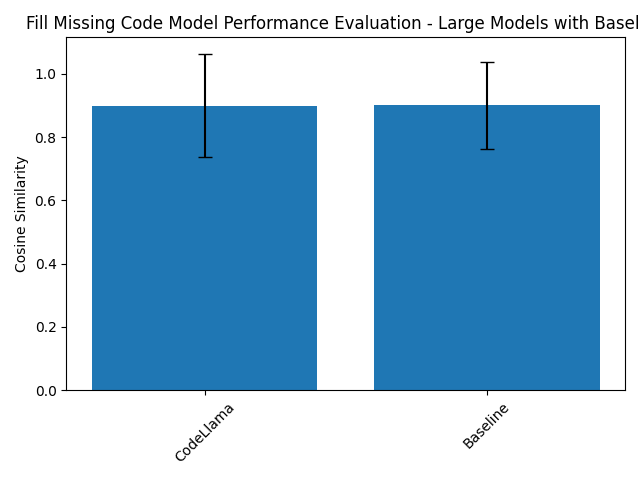 Fill Missing Code Model Performance Evaluation - Large Models with Basel
1.0
0.8
0.6
0.4
0.2
0.0
Cosine Similarity
CodeLlama
Baseline